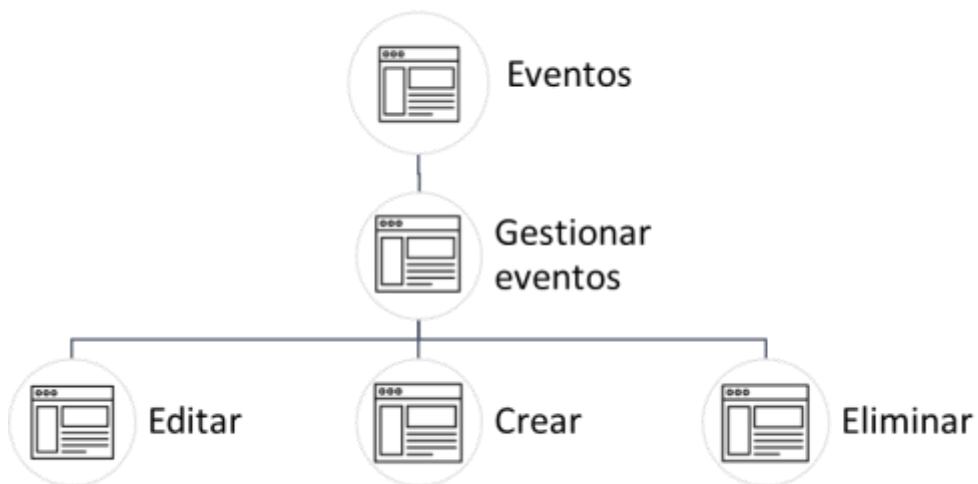 Eventos
Gestionar
eventos
Editar
Crear
Eliminar